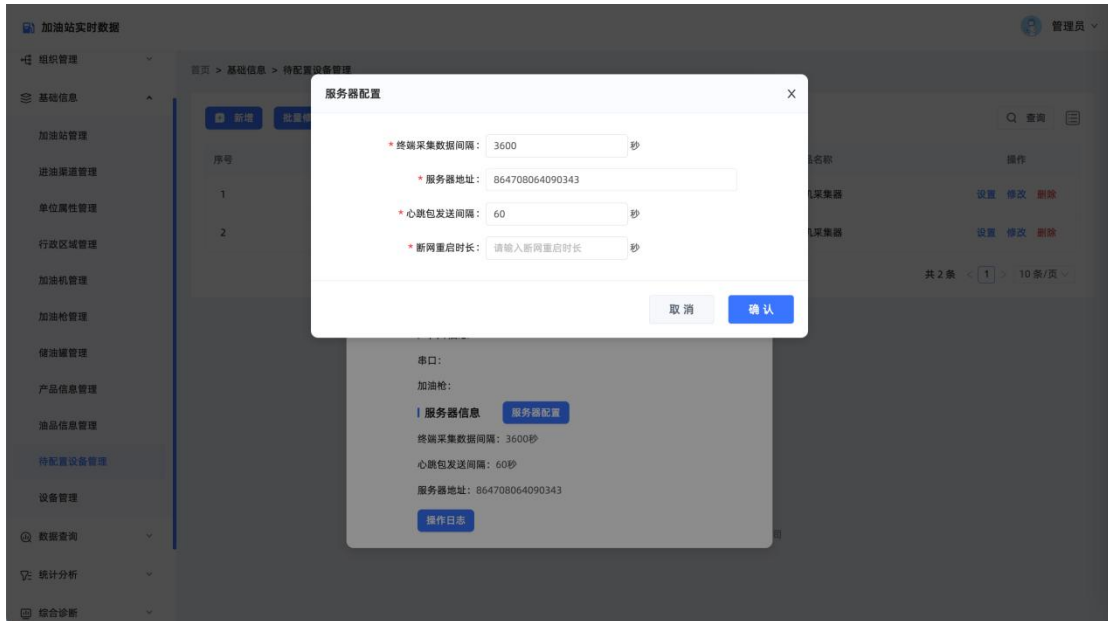 加油站实时数据
管理员
组织管理
首页 > 基础信息 > 待配置设备管理
基础信息
服务器配置
X
新增
批量修
查询
* 终端采集数据间隔: 3600 秒
加油站管理
序号
品名称
操作
进油渠道管理
* 服务器地址: 864708064090343
1
采集器
设置 修改 删除
单位属性管理
* 心跳包发送间隔: 60 秒
2
采集器
设置 修改 删除
行政区域管理
* 断网重启时长: 请输入断网重启时长 秒
共 2 条 < 1 > 10 条/页
加油机管理
取消
确认
加油枪管理
储油罐管理
串口:
产品信息管理
加油枪:
服务器信息
服务器配置
油品信息管理
终端采集数据间隔: 3600秒
待配置设备管理
心跳包发送间隔: 60秒
设备管理
服务器地址: 864708064090343
操作日志
数据查询
统计分析
综合诊断